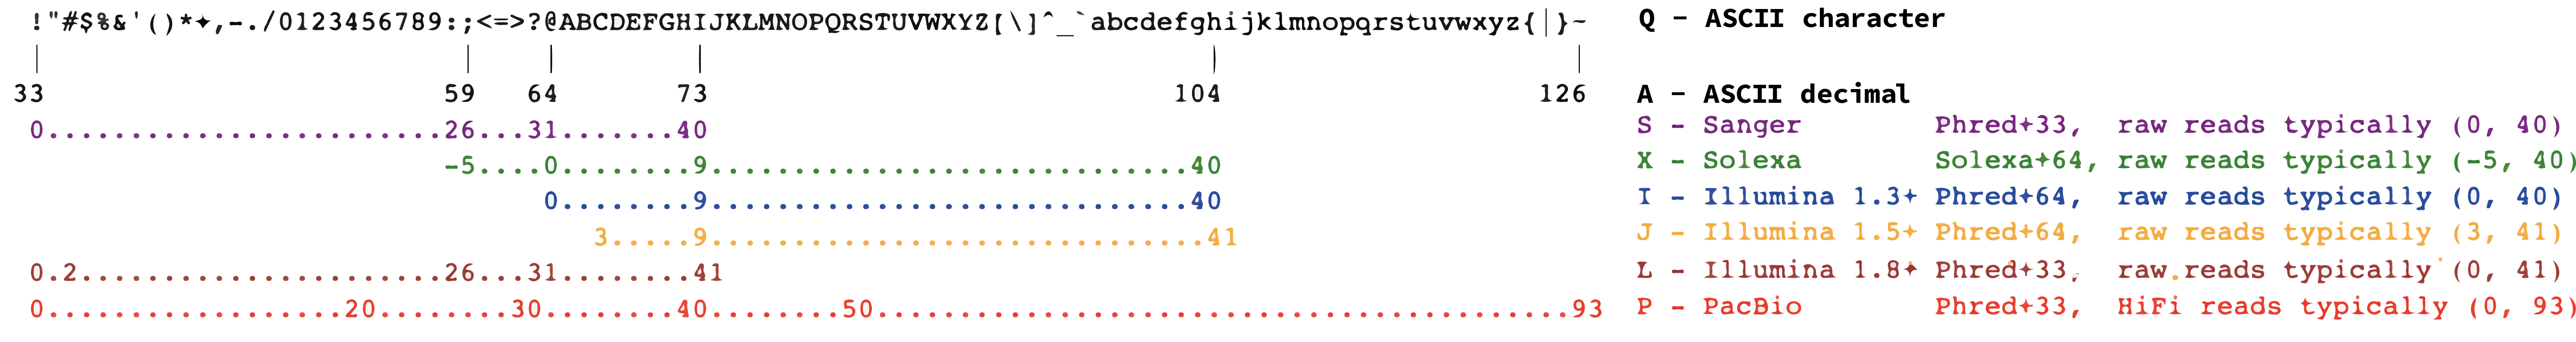 !"#$%&'()*+,-./0123456789:;<=>?@ABCDEFGHIJKLMNOPQRSTUVWXYZ[\]^_`abcdefghijklmnopqrstuvwxyz{|}~ Q - ASCII character
33 59 64 73 104 126 A - ASCII decimal
0........................26...31.......40 S - Sanger Phred+33, raw reads typically (0, 40)
-5....0........9.............................40 X - Solexa Solexa+64, raw reads typically (-5, 40)
0........9.............................40 I - Illumina 1.3+ Phred+64, raw reads typically (0, 40)
3.....9..............................41 J - Illumina 1.5+ Phred+64, raw reads typically (3, 41)
0.2......................26...31........41 L - Illumina 1.8+ Phred+33, raw.reads typically (0, 41)
0..................20........30........40........50...........................................93 P - PacBio Phred+33, HiFi reads typically (0, 93)